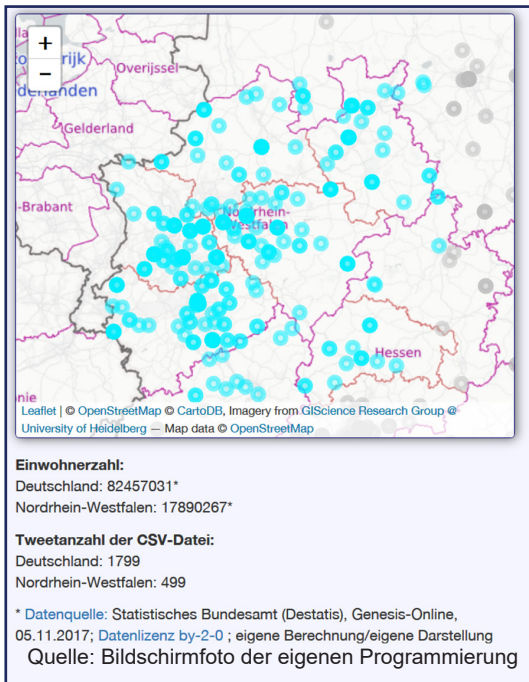 +
−
rijk
Overijssel
derlanden
Gelderland
-Brabant
Nordrhein-
Westfalen
Hessen
nie
Leaflet | © OpenStreetMap © CartoDB, Imagery from GIScience Research Group @
University of Heidelberg — Map data © OpenStreetMap
Einwohnerzahl:
Deutschland: 82457031*
Nordrhein-Westfalen: 17890267*
Tweetanzahl der CSV-Datei:
Deutschland: 1799
Nordrhein-Westfalen: 499
* Datenquelle: Statistisches Bundesamt (Destatis), Genesis-Online,
05.11.2017; Datenlizenz by-2-0 ; eigene Berechnung/eigene Darstellung
Quelle: Bildschirmfoto der eigenen Programmierung